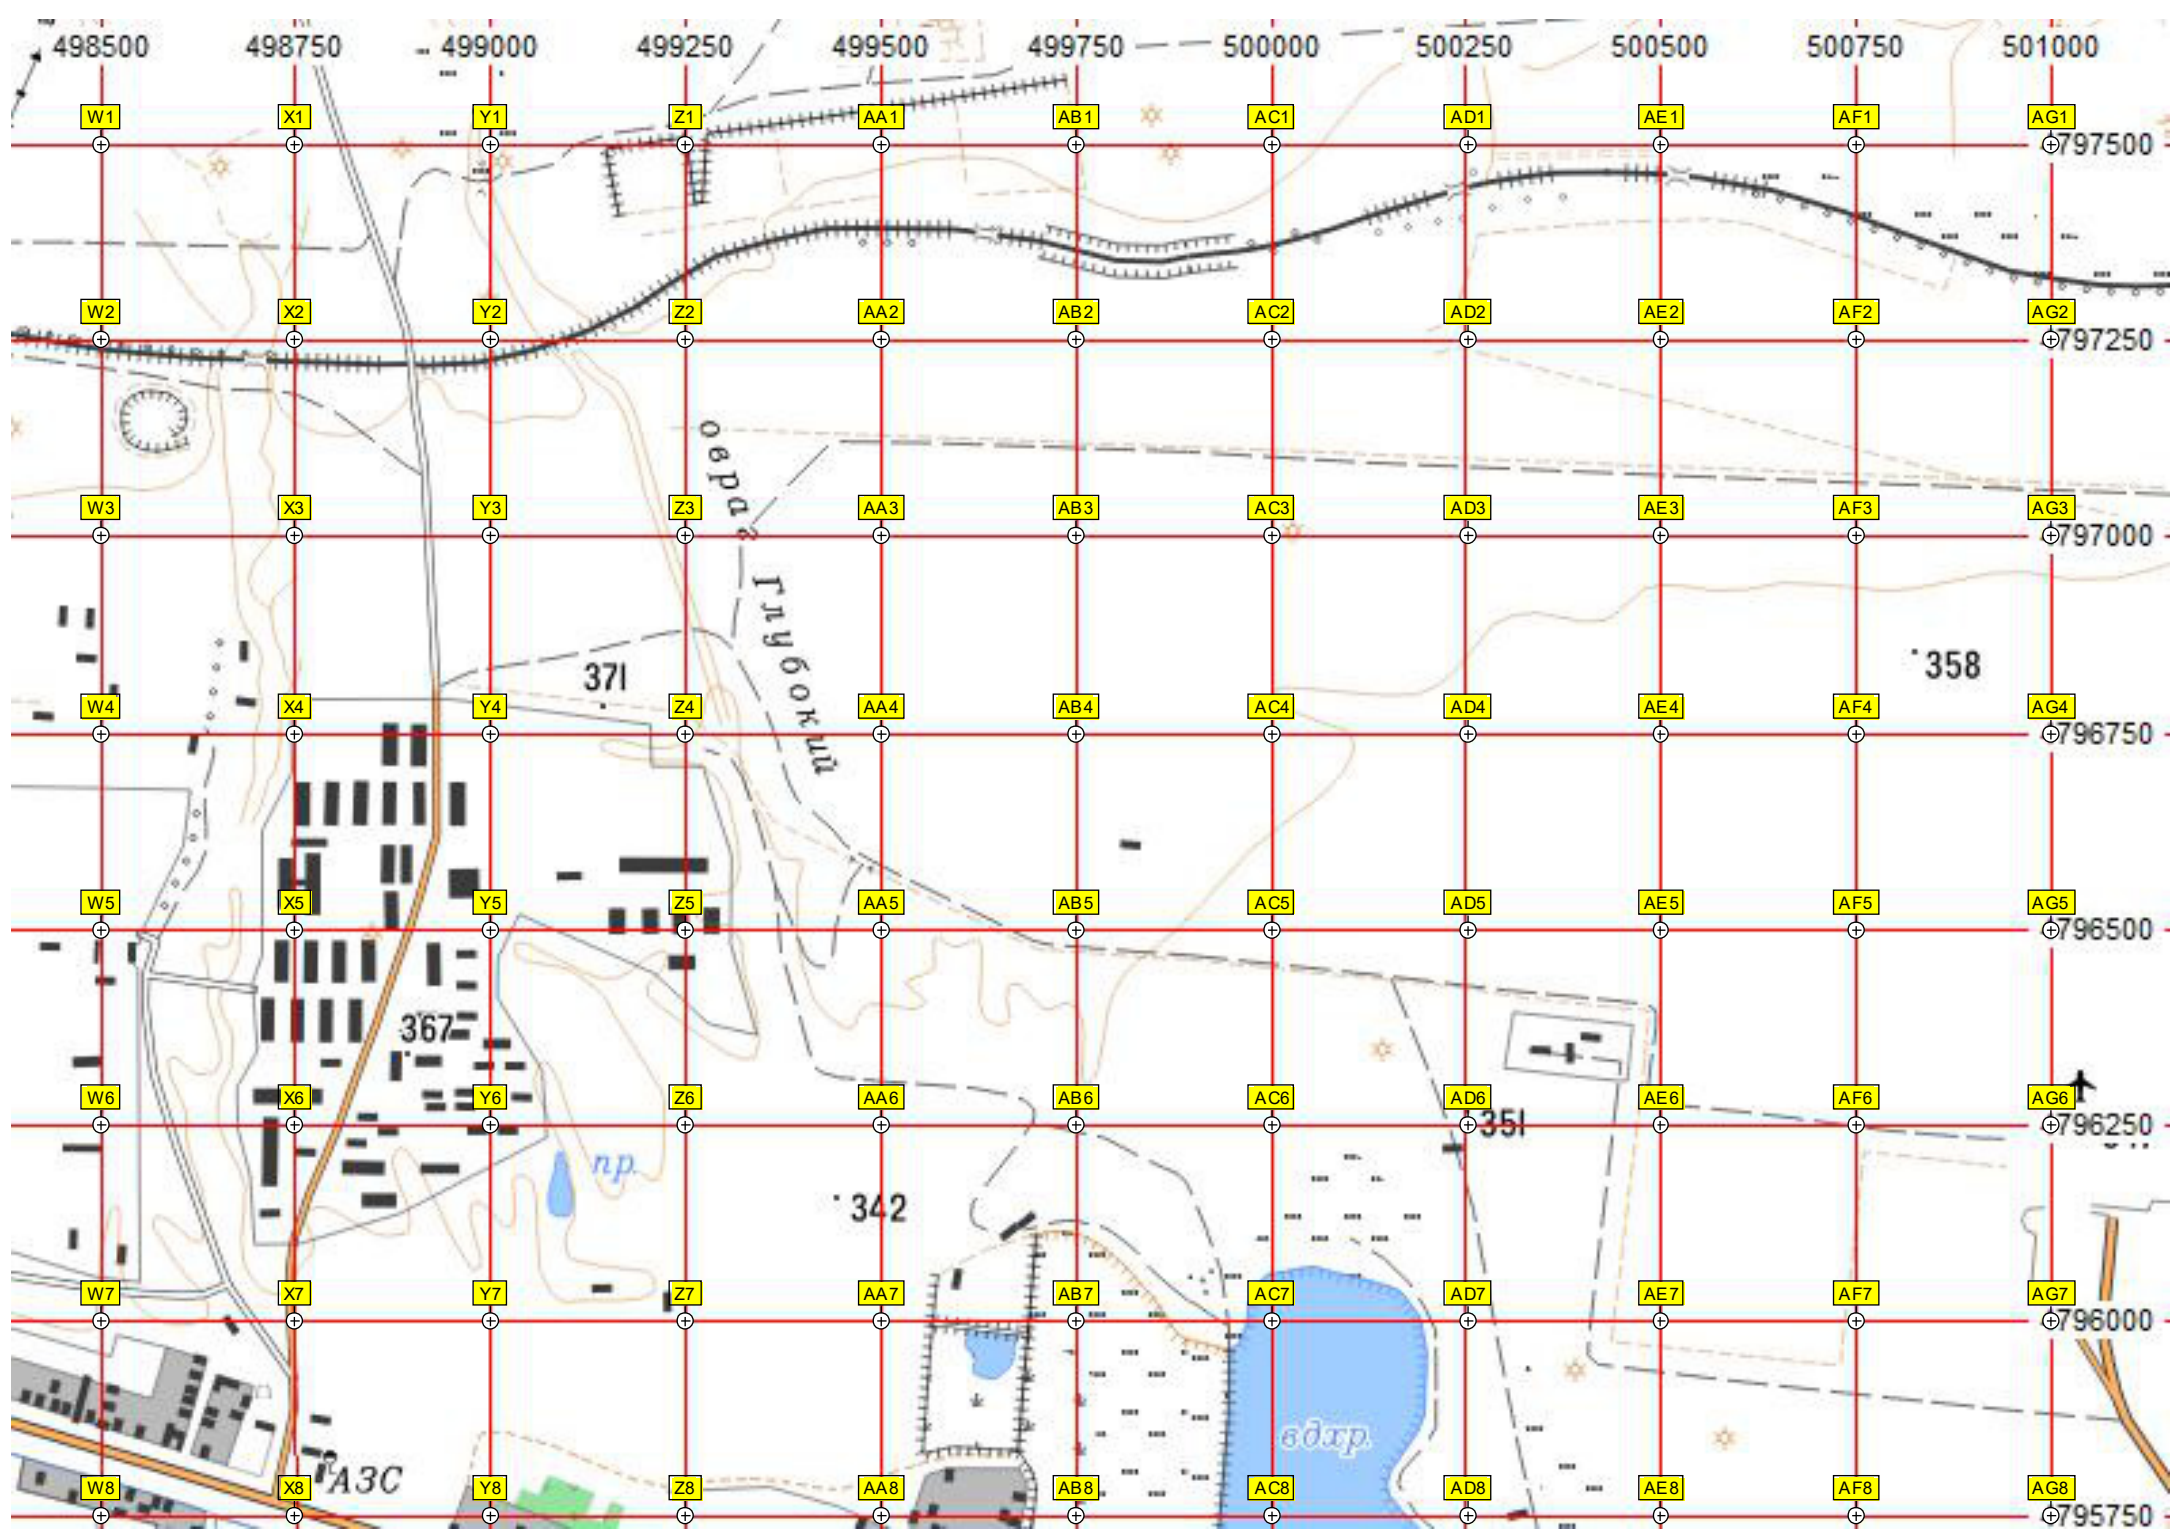 498500 498750 499000 499250 499500 499750 500000 500250 500500 500750 501000
W1 X1 Y1 Z1 AA1 AB1 AC1 AD1 AE1 AF1 AG1
797500
W2 X2 Y2 Z2 AA2 AB2 AC2 AD2 AE2 AF2 AG2
797250
овраг
W3 X3 Y3 Z3 AA3 AB3 AC3 AD3 AE3 AF3 AG3
797000
Глубокий
371
358
W4 X4 Y4 Z4 AA4 AB4 AC4 AD4 AE4 AF4 AG4
796750
W5 X5 Y5 Z5 AA5 AB5 AC5 AD5 AE5 AF5 AG5
796500
367
W6 X6 Y6 Z6 AA6 AB6 AC6 AD6 AE6 AF6 AG6
351
796250
пр.
342
W7 X7 Y7 Z7 AA7 AB7 AC7 AD7 AE7 AF7 AG7
796000
вдхр.
АЗС
W8 X8 Y8 Z8 AA8 AB8 AC8 AD8 AE8 AF8 AG8
795750